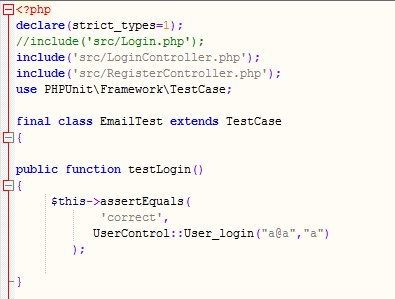 <?php
declare(strict_types=1);
//include('src/Login.php');
include('src/LoginController.php');
include('src/RegisterController.php');
use PHPUnit\Framework\TestCase;
final class EmailTest extends TestCase
{
public function testLogin()
{
$this->assertEquals(
'correct',
UserControl::User_login("a@a","a")
);
}